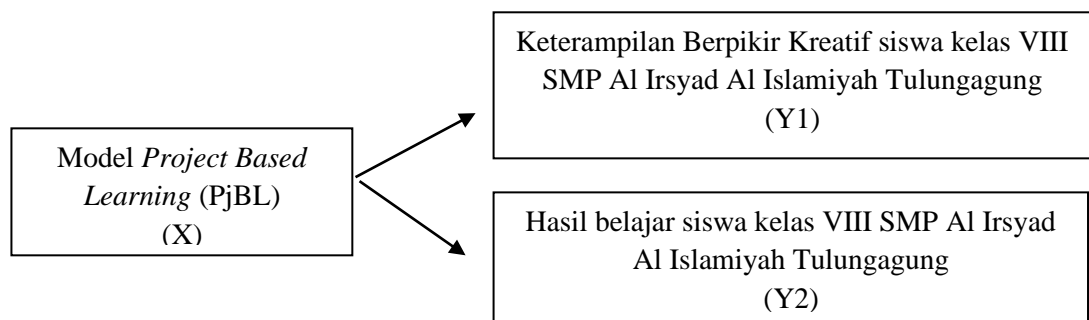 Keterampilan Berpikir Kreatif siswa kelas VIII
SMP Al Irsyad Al Islamiyah Tulungagung
(Y1)
Model Project Based
Learning (PjBL)
(X)
Hasil belajar siswa kelas VIII SMP Al Irsyad
Al Islamiyah Tulungagung
(Y2)